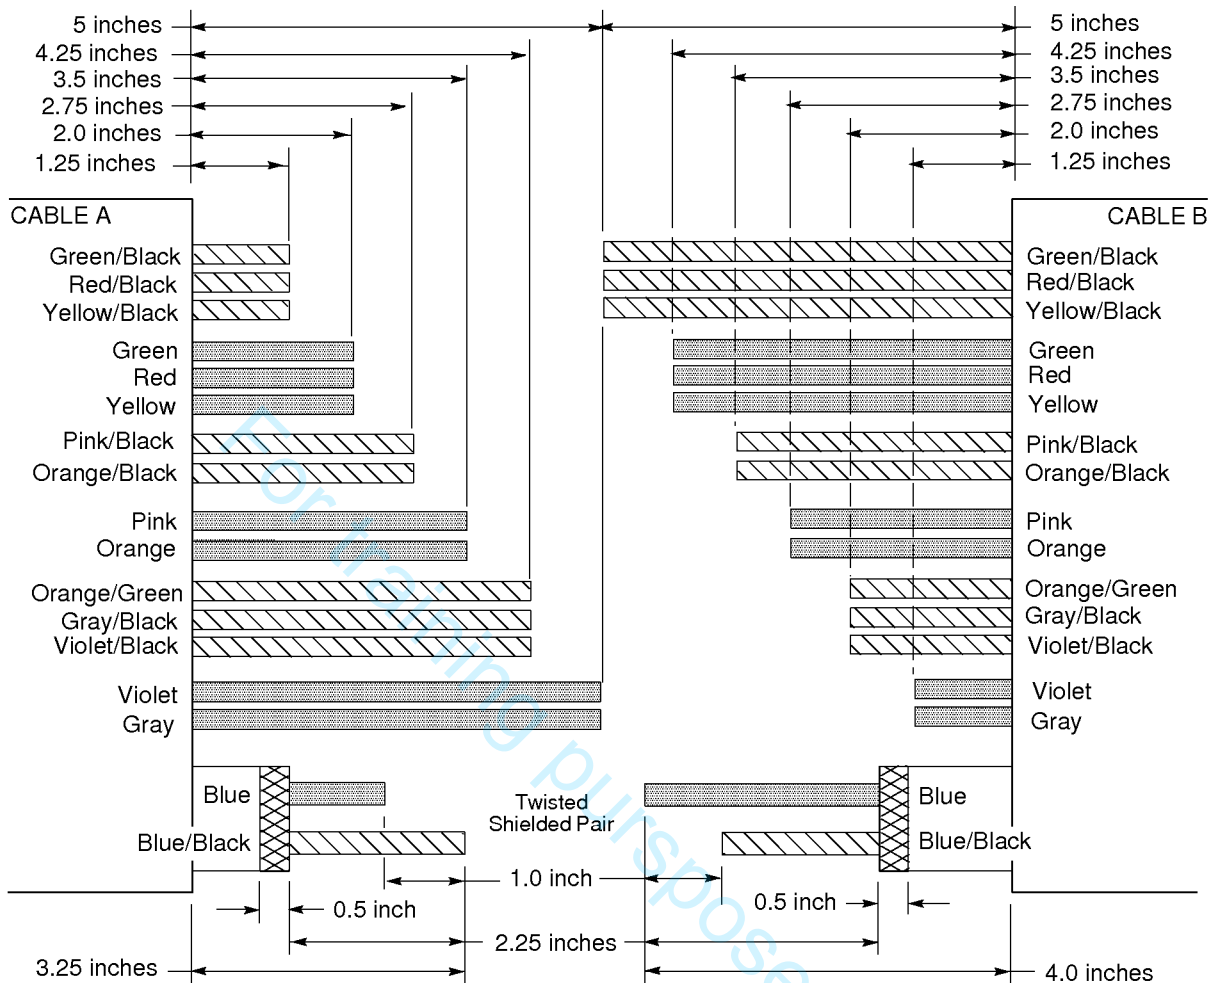 5 inches 5 inches
4.25 inches 4.25 inches
3.5 inches 3.5 inches
2.75 inches 2.75 inches
2.0 inches 2.0 inches
1.25 inches 1.25 inches
CABLE A CABLE B
Green/Black Green/Black
Red/Black Red/Black
Yellow/Black Yellow/Black
Green Green
Red Red
Yellow Yellow
Pink/Black Pink/Black
Orange/Black Orange/Black
Pink Pink
Orange Orange
Orange/Green Orange/Green
Gray/Black Gray/Black
Violet/Black Violet/Black
Violet Violet
Gray Gray
Blue Blue
Twisted
Shielded Pair
Blue/Black Blue/Black
1.0 inch
0.5 inch 0.5 inch
2.25 inches
3.25 inches 4.0 inches
For training purspose